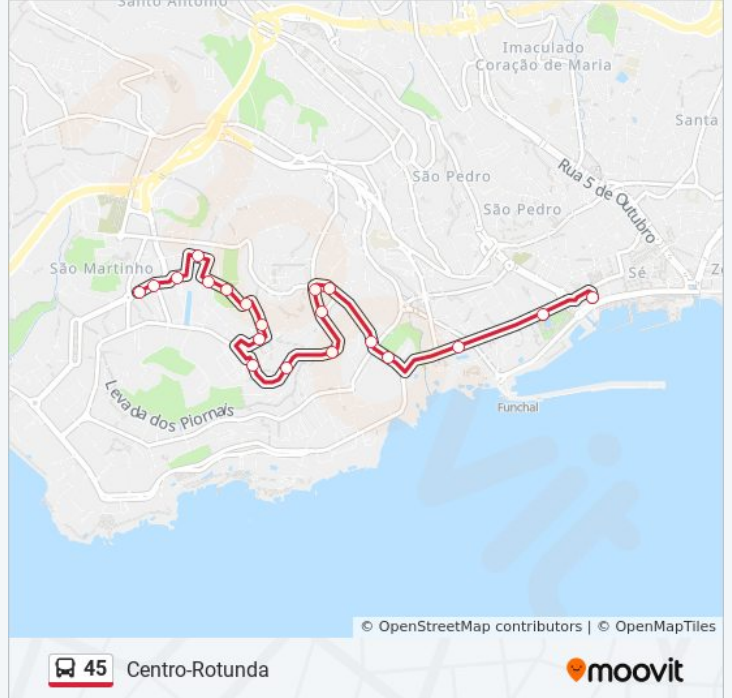 Santo António
Imaculado
Coração de Maria
Santa
São Pedro
Rua 5 de Outubro
São Pedro
São Martinho
Sé
Levada dos Piornais
Funchal
© OpenStreetMap contributors | © OpenMapTiles
45 Centro-Rotunda
moovit